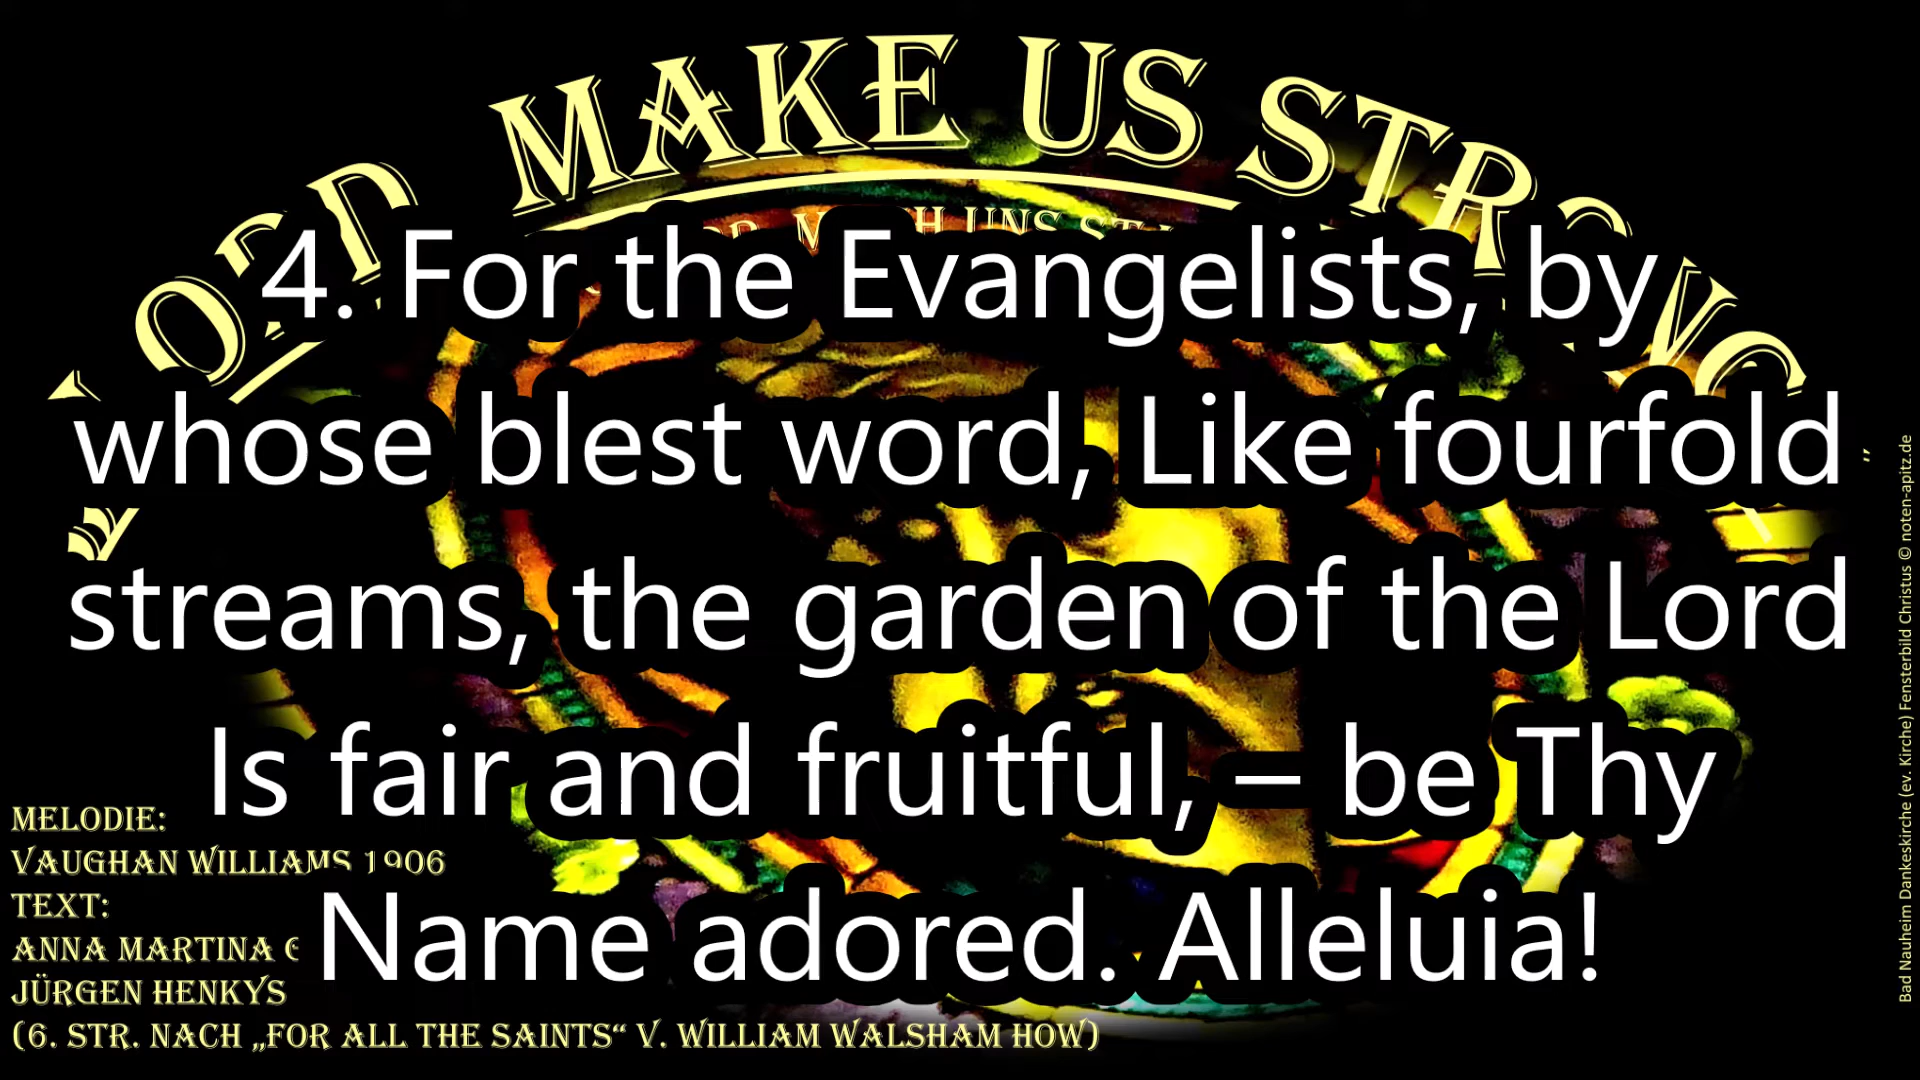 MAKE US STRONG
4. For the Evangelists, by
whose blest word, Like fourfold
streams, the garden of the Lord
Is fair and fruitful, – be Thy
Name adored. Alleluia!
MELODIE:
VAUGHAN WILLIAMS 1906
TEXT:
ANNA MARTINA
JÜRGEN HENKYS
(6. STR. NACH „FOR ALL THE SAINTS“ V. WILLIAM WALSHAM HOW)
Bad Nauheim Dankeskirche (ev. Kirche) Fensterbild Christus © noten-apitz.de